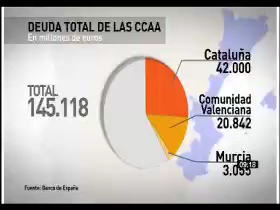 DEUDA TOTAL DE LAS CCAA
En millones de euros
TOTAL
145.118
Cataluña
42.000
Comunidad
Valenciana
20.842
Murcia
3.055
09:18
Fuente: Banca de España